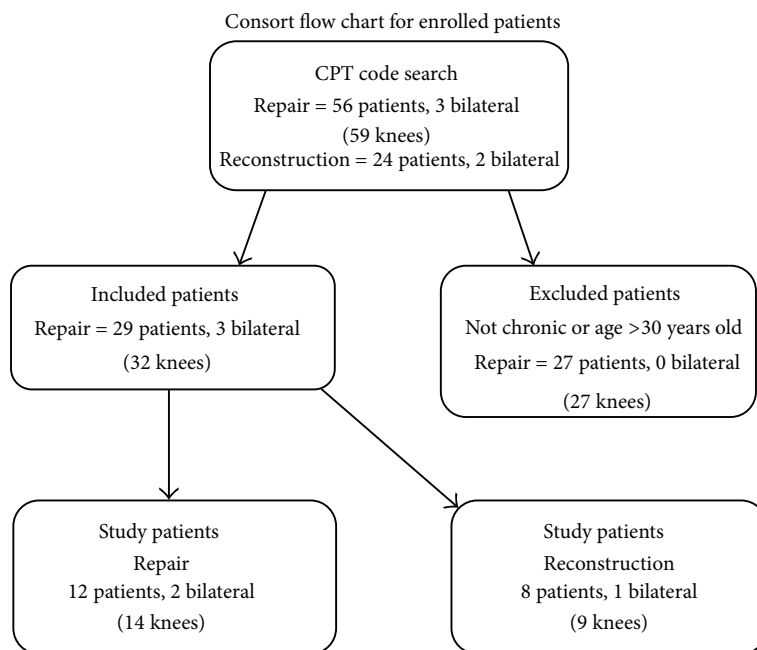 Consort flow chart for enrolled patients
CPT code search
Repair = 56 patients, 3 bilateral
(59 knees)
Reconstruction = 24 patients, 2 bilateral
Included patients
Repair = 29 patients, 3 bilateral
(32 knees)
Excluded patients
Not chronic or age >30 years old
Repair = 27 patients, 0 bilateral
(27 knees)
Study patients
Repair
12 patients, 2 bilateral
(14 knees)
Study patients
Reconstruction
8 patients, 1 bilateral
(9 knees)